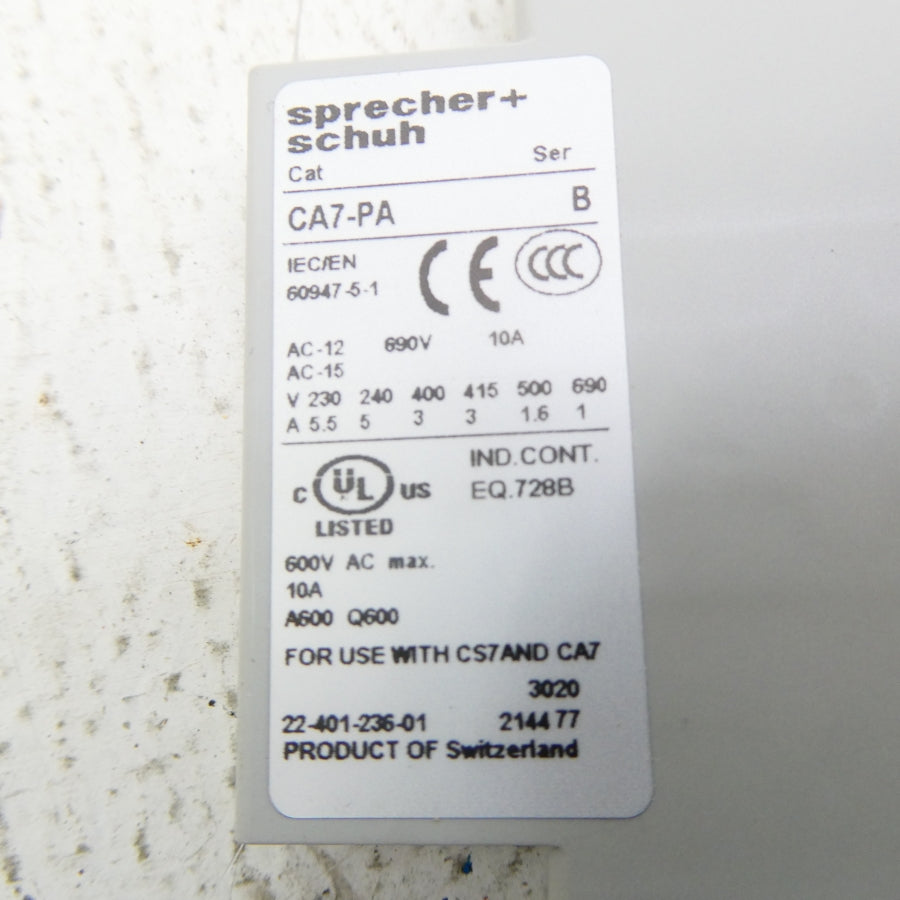 sprecher+
schuh
Cat Ser
CA7-PA B
IEC/EN
60947-5-1
CE CCC
AC-12 690V 10A
AC-15
V 230 240 400 415 500 690
A 5.5 5 3 3 1.6 1
IND.CONT.
C UL US EQ.728B
LISTED
600V AC max.
10A
A600 Q600
FOR USE WITH CS7AND CA7
3020
22-401-236-01 2144 77
PRODUCT OF Switzerland